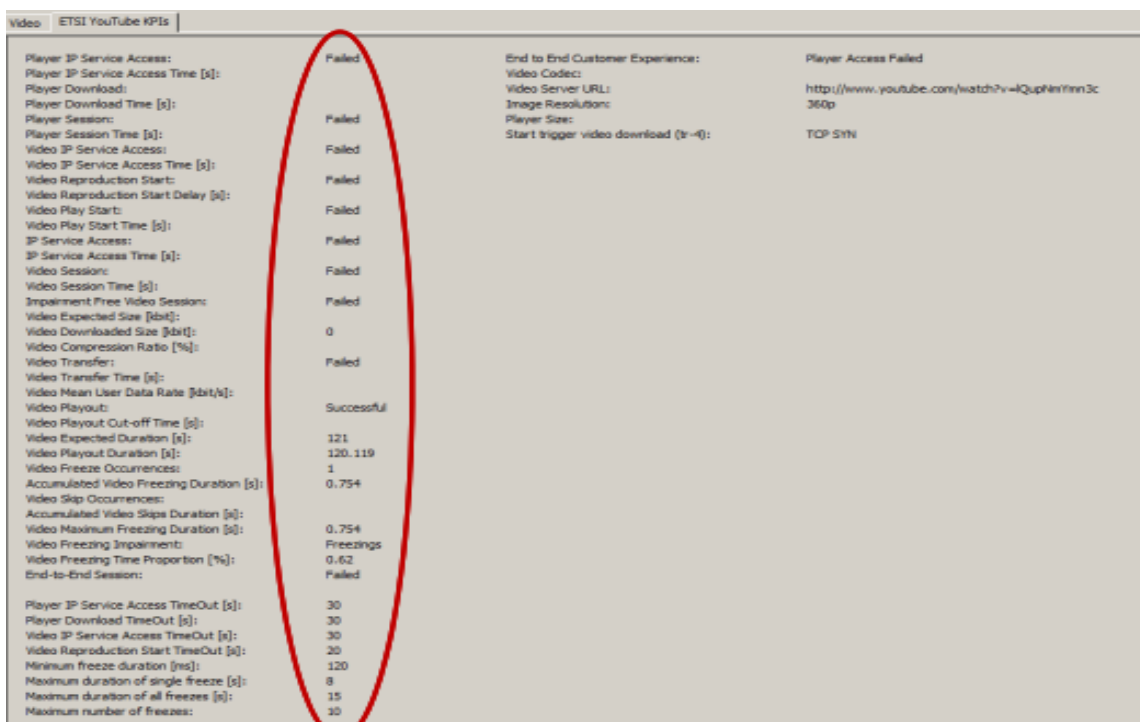 Video ETSI YouTube KPIs
Player IP Service Access: Failed
Player IP Service Access Time [s]:
Player Download:
Player Download Time [s]:
Player Session: Failed
Player Session Time [s]:
Video IP Service Access: Failed
Video IP Service Access Time [s]:
Video Reproduction Start: Failed
Video Reproduction Start Delay [s]:
Video Play Start: Failed
Video Play Start Time [s]:
IP Service Access: Failed
IP Service Access Time [s]:
Video Session: Failed
Video Session Time [s]:
Impairment Free Video Session: Failed
Video Expected Size [kbit]:
Video Downloaded Size [kbit]: 0
Video Compression Ratio [%]:
Video Transfer: Failed
Video Transfer Time [s]:
Video Mean User Data Rate [kbit/s]:
Video Playout: Successful
Video Playout Cut-off Time [s]:
Video Expected Duration [s]: 121
Video Playout Duration [s]: 120.119
Video Freeze Occurrences: 1
Accumulated Video Freezing Duration [s]: 0.754
Video Skip Occurrences:
Accumulated Video Skips Duration [s]:
Video Maximum Freezing Duration [s]: 0.754
Video Freezing Impairment: Freezings
Video Freezing Time Proportion [%]: 0.62
End-to-End Session: Failed
Player IP Service Access TimeOut [s]: 30
Player Download TimeOut [s]: 30
Video IP Service Access TimeOut [s]: 30
Video Reproduction Start TimeOut [s]: 20
Minimum freeze duration [ms]: 120
Maximum duration of single freeze [s]: 8
Maximum duration of all freezes [s]: 15
Maximum number of freezes: 10
End to End Customer Experience: Player Access Failed
Video Codec:
Video Server URL: http://www.youtube.com/watch?v=lQupNmYmn3c
Image Resolution: 360p
Player Size:
Start trigger video download (tr-4): TCP SYN